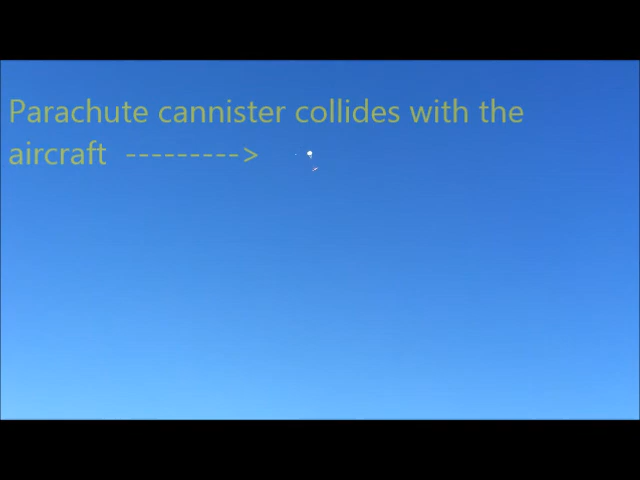 Parachute cannister collides with the
aircraft --------->